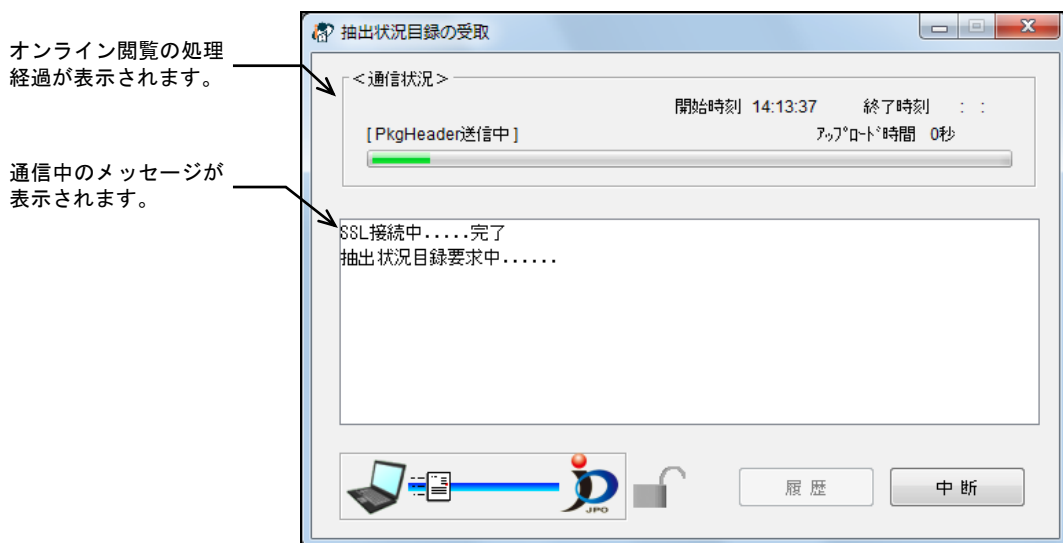 抽出状況目録の受取
オンライン閲覧の処理
経過が表示されます。
＜通信状況＞
開始時刻 14:13:37 終了時刻 : :
[PkgHeader送信中] ｱｯﾌﾟﾛｰﾄﾞ時間 0秒
通信中のメッセージが
表示されます。
SSL接続中.....完了
抽出状況目録要求中......
JPO
履歴
中断